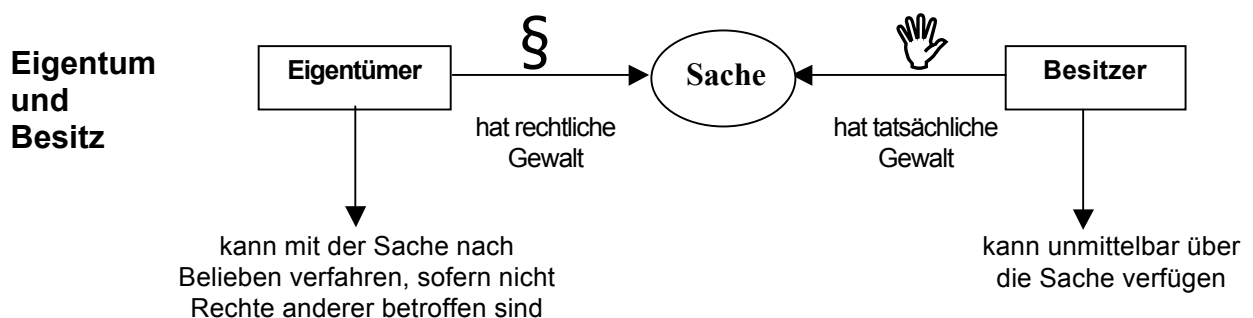 Eigentum
und
Besitz
Eigentümer
§
Sache
Besitzer
hat rechtliche
Gewalt
hat tatsächliche
Gewalt
kann mit der Sache nach
Belieben verfahren, sofern nicht
Rechte anderer betroffen sind
kann unmittelbar über
die Sache verfügen